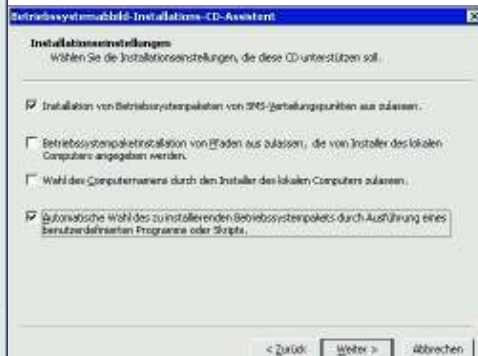 Betriebssystemabbild-Installations-CD-Assistent
Installationseinstellungen
Wählen Sie die Installationseinstellungen, die diese CD unterstützen soll.
Installation von Betriebssystempaketen von SMS-Verteilungspunkten aus zulassen.
Betriebssystempaketinstallation von Pfaden aus zulassen, die vom Installer des lokalen
Computers angegeben werden.
Wahl des Computernamens durch den Installer des lokalen Computers zulassen.
Automatische Wahl des zu installierenden Betriebssystempakets durch Ausführung eines
benutzerdefinierten Programms oder Skripts.
< Zurück
Weiter >
Abbrechen